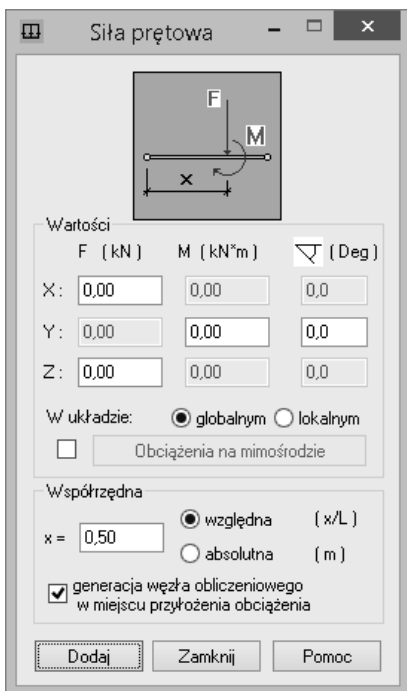 Siła prętowa
F
M
x
Wartości
F (kN) M (kN*m) (Deg)
X: 0,00 0,00 0,0
Y: 0,00 0,00 0,0
Z: 0,00 0,00 0,0
W układzie: globalnym lokalnym
Obciążenia na mimośrodzie
Współrzędna
x = 0,50
względna (x/L)
absolutna (m)
generacja węzła obliczeniowego
w miejscu przyłożenia obciążenia
Dodaj Zamknij Pomoc